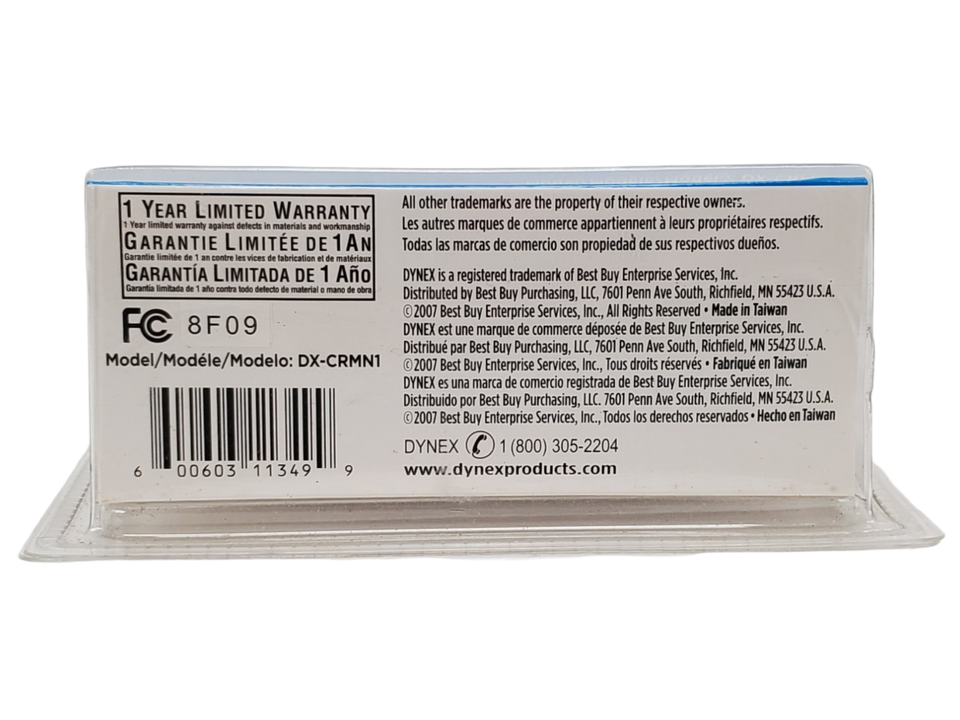 1 YEAR LIMITED WARRANTY
1 Year limited warranty against defects in materials and workmanship
GARANTIE LIMITÉE DE 1 AN
Garantie limitée de 1 an contre les vices de fabrication et de matériaux
GARANTÍA LIMITADA DE 1 AÑO
Garantía limitada de 1 año contra todo defecto de material o mano de obra
FC 8F09
Model/Modéle/Modelo: DX-CRMN1
6 00603 11349 9
All other trademarks are the property of their respective owners.
Les autres marques de commerce appartiennent à leurs propriétaires respectifs.
Todas las marcas de comercio son propiedad de sus respectivos dueños.
DYNEX is a registered trademark of Best Buy Enterprise Services, Inc.
Distributed by Best Buy Purchasing, LLC, 7601 Penn Ave South, Richfield, MN 55423 U.S.A.
©2007 Best Buy Enterprise Services, Inc., All Rights Reserved • Made in Taiwan
DYNEX est une marque de commerce déposée de Best Buy Enterprise Services, Inc.
Distribué par Best Buy Purchasing, LLC, 7601 Penn Ave South, Richfield, MN 55423 U.S.A.
©2007 Best Buy Enterprise Services, Inc., Tous droits réservés • Fabriqué en Taiwan
DYNEX es una marca de comercio registrada de Best Buy Enterprise Services, Inc.
Distribuido por Best Buy Purchasing, LLC. 7601 Penn Ave South, Richfield, MN 55423 U.S.A.
©2007 Best Buy Enterprise Services, Inc., Todos los derechos reservados • Hecho en Taiwan
DYNEX 1 (800) 305-2204
www.dynexproducts.com